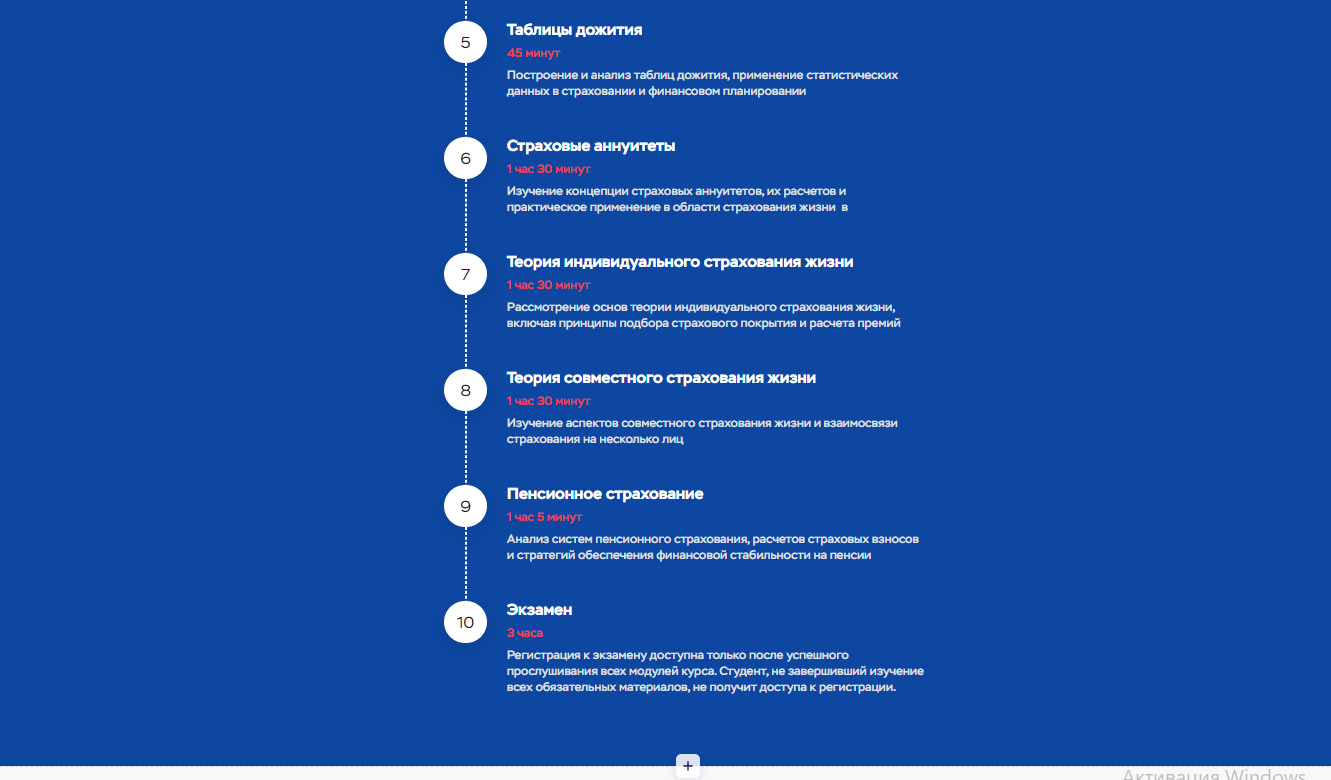 5
Таблицы дожития
45 минут
Построение и анализ таблиц дожития, применение статистических
данных в страховании и финансовом планировании
6
Страховые аннуитеты
1 час 30 минут
Изучение концепции страховых аннуитетов, их расчетов и
практическое применение в области страхования жизни  в
7
Теория индивидуального страхования жизни
1 час 30 минут
Рассмотрение основ теории индивидуального страхования жизни,
включая принципы подбора страхового покрытия и расчета премий
8
Теория совместного страхования жизни
1 час 30 минут
Изучение аспектов совместного страхования жизни и взаимосвязи
страхования на несколько лиц
9
Пенсионное страхование
1 час 5 минут
Анализ систем пенсионного страхования, расчетов страховых взносов
и стратегий обеспечения финансовой стабильности на пенсии
10
Экзамен
3 часа
Регистрация к экзамену доступна только после успешного
прослушивания всех модулей курса. Студент, не завершивший изучение
всех обязательных материалов, не получит доступа к регистрации.
+
Активация Windows